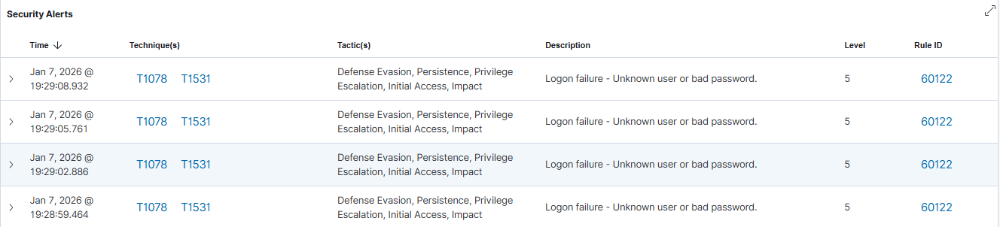 Security Alerts
Time Technique(s) Tactic(s) Description Level Rule ID
Jan 7, 2026 @ 19:29:08.932 T1078 T1531 Defense Evasion, Persistence, Privilege Escalation, Initial Access, Impact Logon failure - Unknown user or bad password. 5 60122
Jan 7, 2026 @ 19:29:05.761 T1078 T1531 Defense Evasion, Persistence, Privilege Escalation, Initial Access, Impact Logon failure - Unknown user or bad password. 5 60122
Jan 7, 2026 @ 19:29:02.886 T1078 T1531 Defense Evasion, Persistence, Privilege Escalation, Initial Access, Impact Logon failure - Unknown user or bad password. 5 60122
Jan 7, 2026 @ 19:28:59.464 T1078 T1531 Defense Evasion, Persistence, Privilege Escalation, Initial Access, Impact Logon failure - Unknown user or bad password. 5 60122